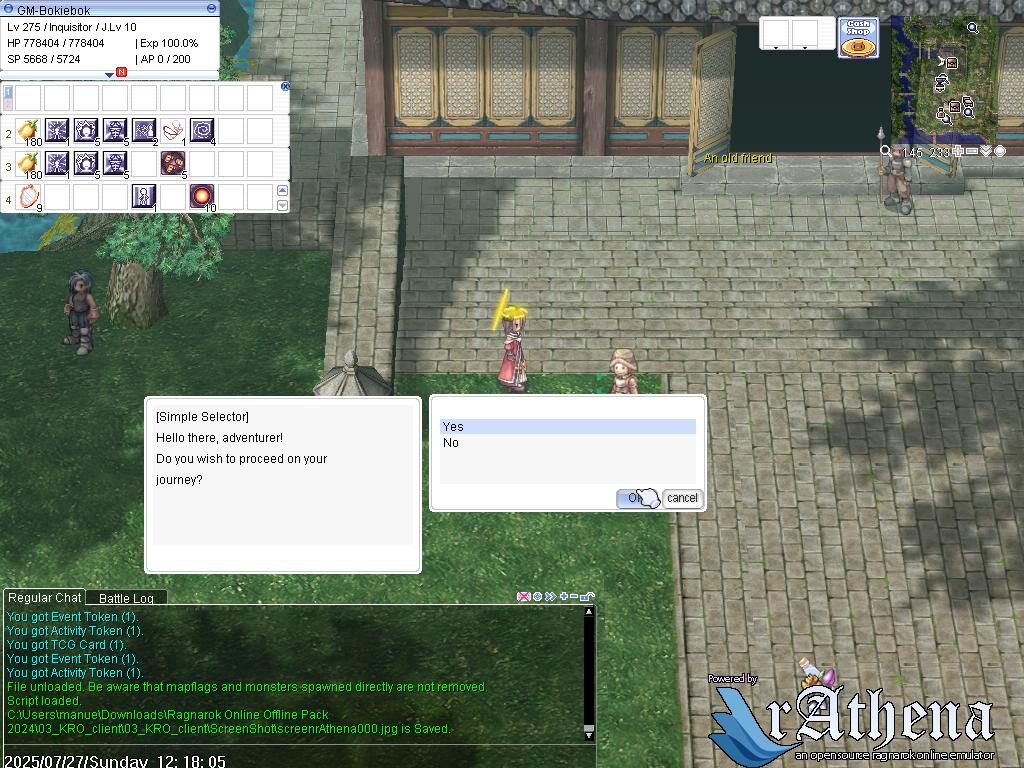 GM-Bokiebok
Lv 275 / Inquisitor / J.Lv 10
HP 778404 / 778404 | Exp 100.0%
SP 5668 / 5724 | AP 0 / 200
N
1
2
2 180 1 5 5 2 1 4
3 180 1 5 5 5
4 9 1 10
Cash
Shop
145 233
An old friend
[Simple Selector]
Hello there, adventurer!
Do you wish to proceed on your
journey?
Yes
No
cancel
Regular Chat Battle Log
You got Event Token (1).
You got Activity Token (1).
You got TCG Card (1).
You got Event Token (1).
You got Activity Token (1).
File unloaded. Be aware that mapflags and monsters spawned directly are not removed.
Script loaded.
C:\Users\manue\Downloads\Ragnarok Online Offline Pack
2024\03_KRO_client\03_KRO_client\ScreenShot\screenrAthena000.jpg is Saved.
2025/07/27/Sunday 12: 18: 05
Powered by
rAthena
an opensource ragnarok online emulator